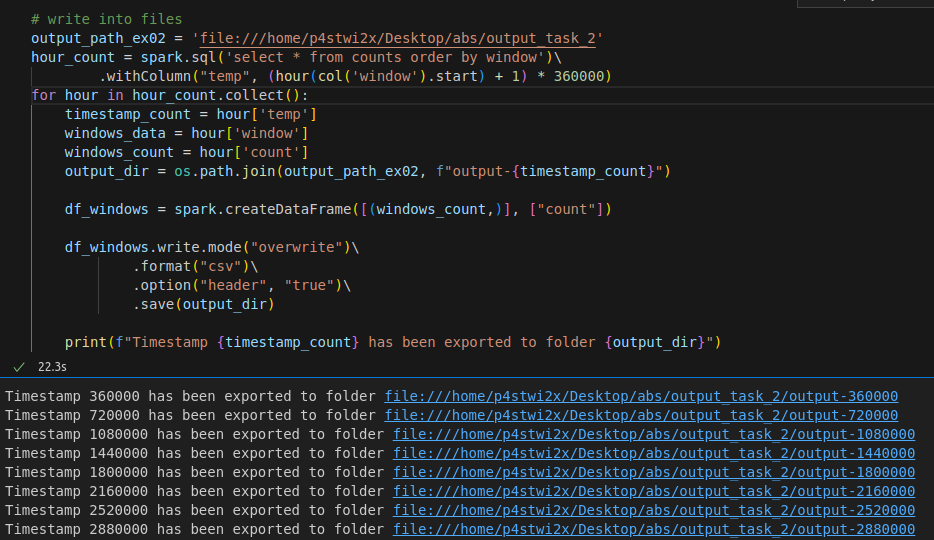 # write into files
output_path_ex02 = 'file:///home/p4stwi2x/Desktop/abs/output_task_2'
hour_count = spark.sql('select * from counts order by window')\
        .withColumn("temp", (hour(col('window').start) + 1) * 360000)
for hour in hour_count.collect():
    timestamp_count = hour['temp']
    windows_data = hour['window']
    windows_count = hour['count']
    output_dir = os.path.join(output_path_ex02, f"output-{timestamp_count}")
    df_windows = spark.createDataFrame([(windows_count,)], ["count"])
    df_windows.write.mode("overwrite")\
            .format("csv")\
            .option("header", "true")\
            .save(output_dir)
    print(f"Timestamp {timestamp_count} has been exported to folder {output_dir}")
22.3s
Timestamp 360000 has been exported to folder file:///home/p4stwi2x/Desktop/abs/output_task_2/output-360000
Timestamp 720000 has been exported to folder file:///home/p4stwi2x/Desktop/abs/output_task_2/output-720000
Timestamp 1080000 has been exported to folder file:///home/p4stwi2x/Desktop/abs/output_task_2/output-1080000
Timestamp 1440000 has been exported to folder file:///home/p4stwi2x/Desktop/abs/output_task_2/output-1440000
Timestamp 1800000 has been exported to folder file:///home/p4stwi2x/Desktop/abs/output_task_2/output-1800000
Timestamp 2160000 has been exported to folder file:///home/p4stwi2x/Desktop/abs/output_task_2/output-2160000
Timestamp 2520000 has been exported to folder file:///home/p4stwi2x/Desktop/abs/output_task_2/output-2520000
Timestamp 2880000 has been exported to folder file:///home/p4stwi2x/Desktop/abs/output_task_2/output-2880000